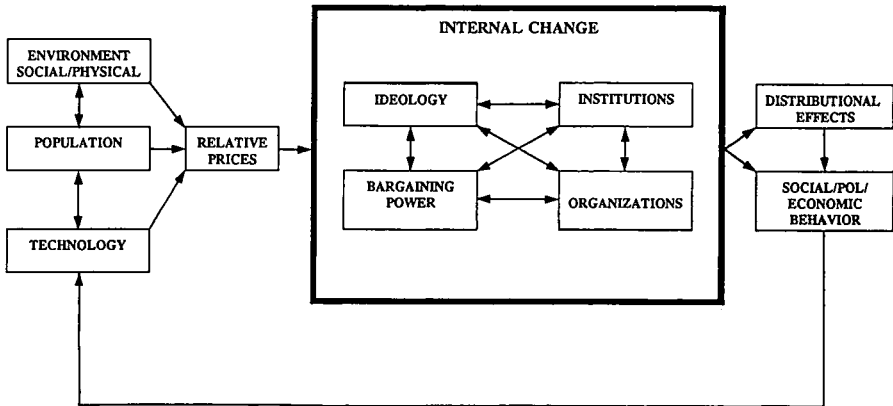 INTERNAL CHANGE
ENVIRONMENT
SOCIAL/PHYSICAL
POPULATION
TECHNOLOGY
RELATIVE
PRICES
IDEOLOGY
INSTITUTIONS
BARGAINING
POWER
ORGANIZATIONS
DISTRIBUTIONAL
EFFECTS
SOCIAL/POL/
ECONOMIC
BEHAVIOR